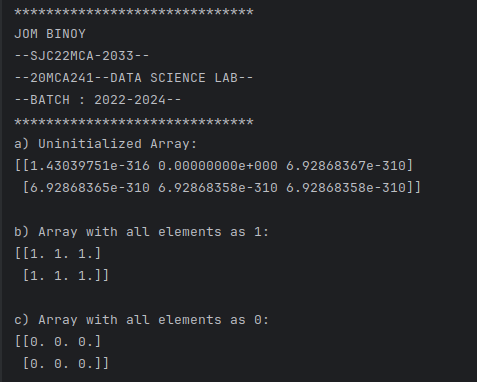 ******************************
JOM BINOY
--SJC22MCA-2033--
--20MCA241--DATA SCIENCE LAB--
--BATCH : 2022-2024--
******************************
a) Uninitialized Array:
[[1.43039751e-316 0.00000000e+000 6.92868367e-310]
 [6.92868365e-310 6.92868358e-310 6.92868358e-310]]
b) Array with all elements as 1:
[[1. 1. 1.]
 [1. 1. 1.]]
c) Array with all elements as 0:
[[0. 0. 0.]
 [0. 0. 0.]]